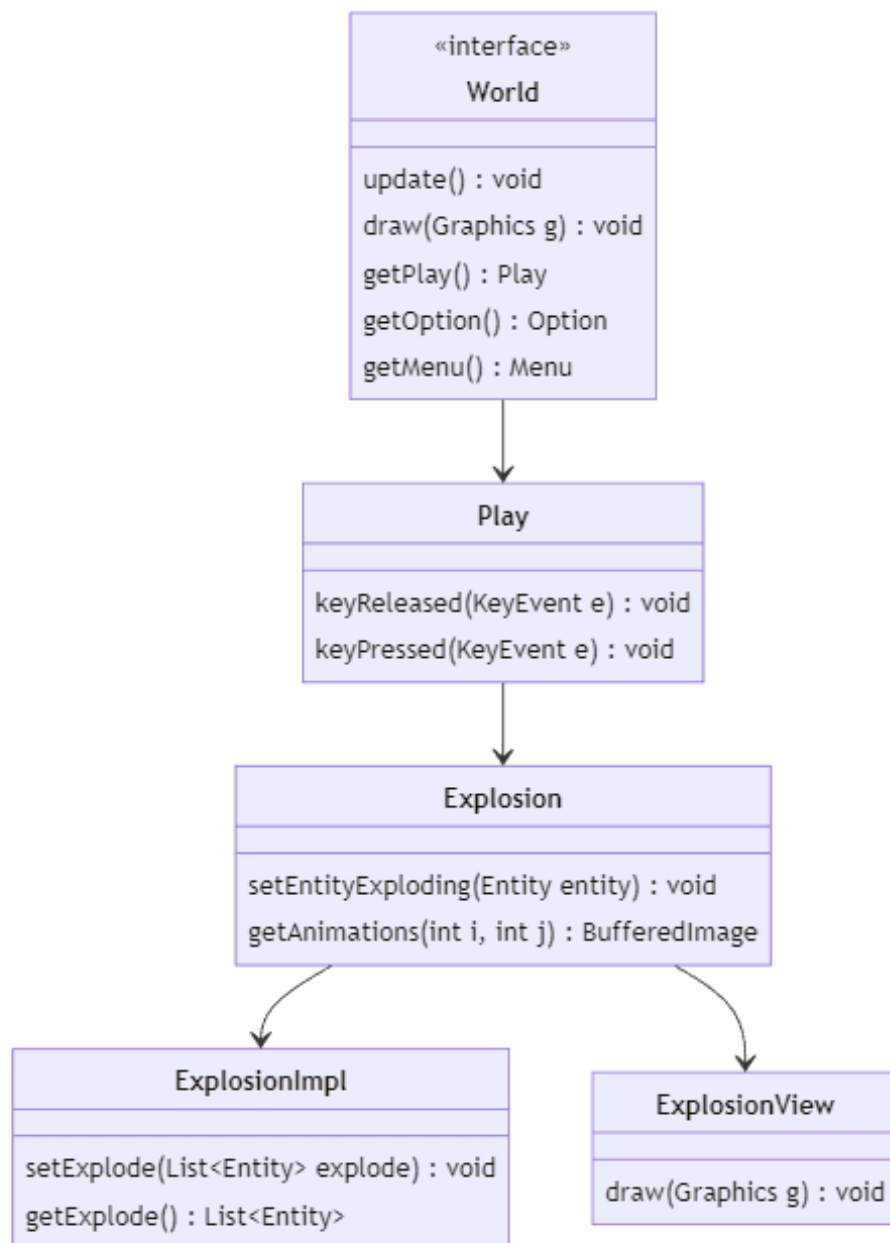 «interface»
World
update() : void
draw(Graphics g) : void
getPlay() : Play
getOption() : Option
getMenu() : Menu
Play
keyReleased(KeyEvent e) : void
keyPressed(KeyEvent e) : void
Explosion
setEntityExploding(Entity entity) : void
getAnimations(int i, int j) : BufferedImage
ExplosionImpl
setExplode(List<Entity> explode) : void
getExplode() : List<Entity>
ExplosionView
draw(Graphics g) : void